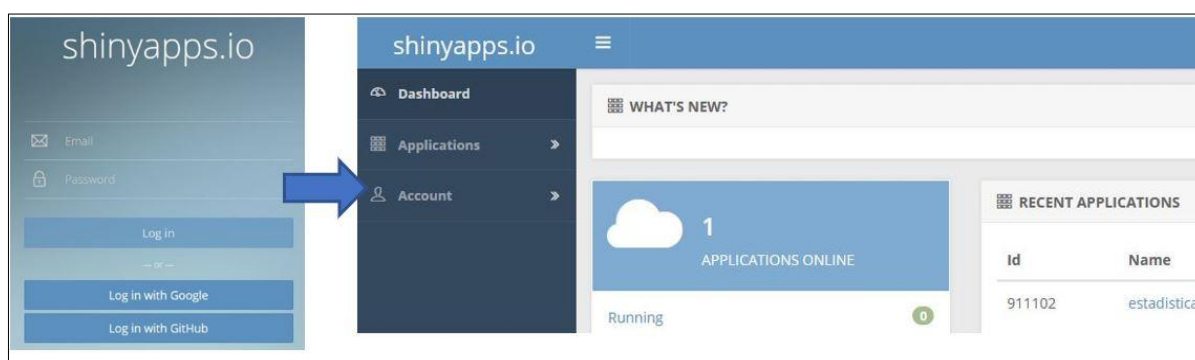 shinyapps.io
Email
Password
Log in
— or —
Log in with Google
Log in with GitHub
shinyapps.io
Dashboard
Applications
Account
WHAT'S NEW?
1
APPLICATIONS ONLINE
Running 0
RECENT APPLICATIONS
Id Name
911102 estadistica